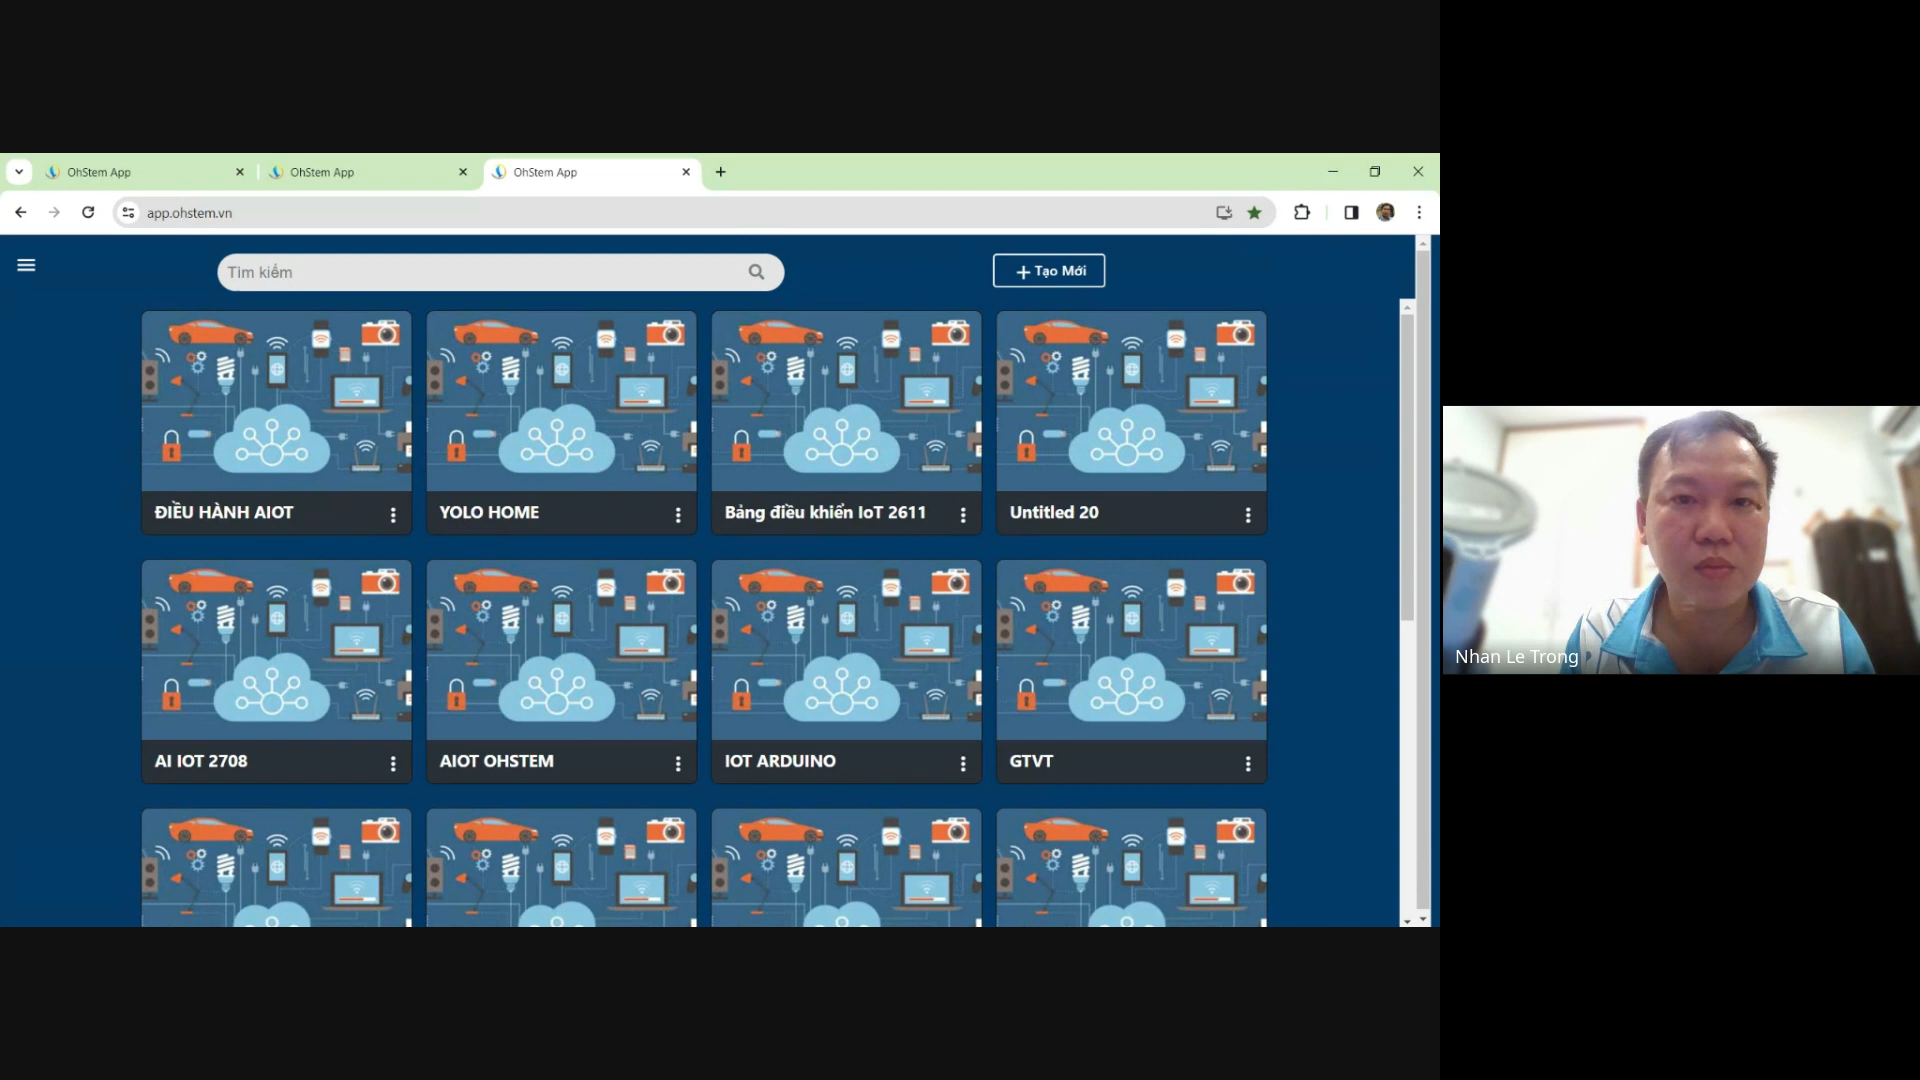 OhStem App
OhStem App
OhStem App
app.ohstem.vn
Tìm kiếm
Tạo Mới
ĐIỀU HÀNH AIOT
YOLO HOME
Bảng điều khiển IoT 2611
Untitled 20
AI IOT 2708
AIOT OHSTEM
IOT ARDUINO
GTVT
Nhan Le Trong